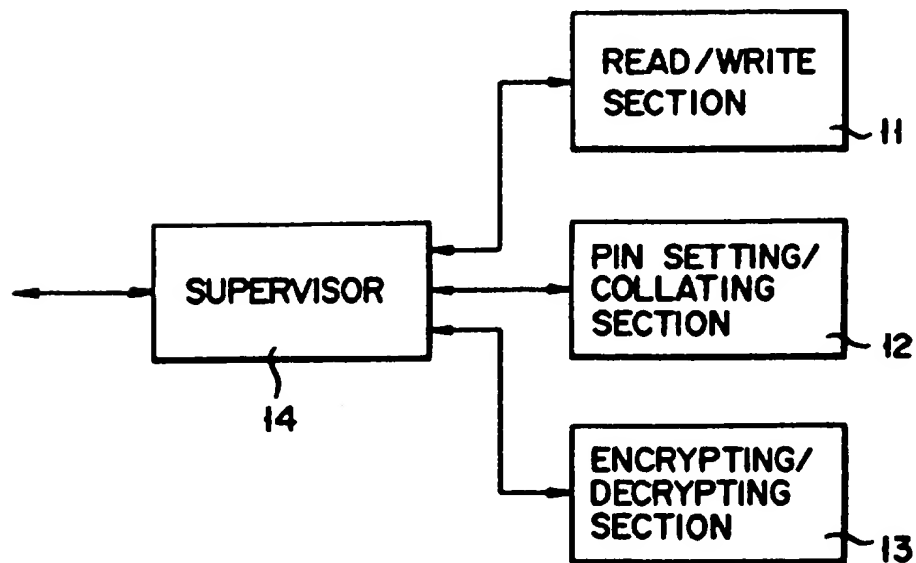 READ/WRITE
SECTION
11
SUPERVISOR
14
PIN SETTING/
COLLATING
SECTION
12
ENCRYPTING/
DECRYPTING
SECTION
13